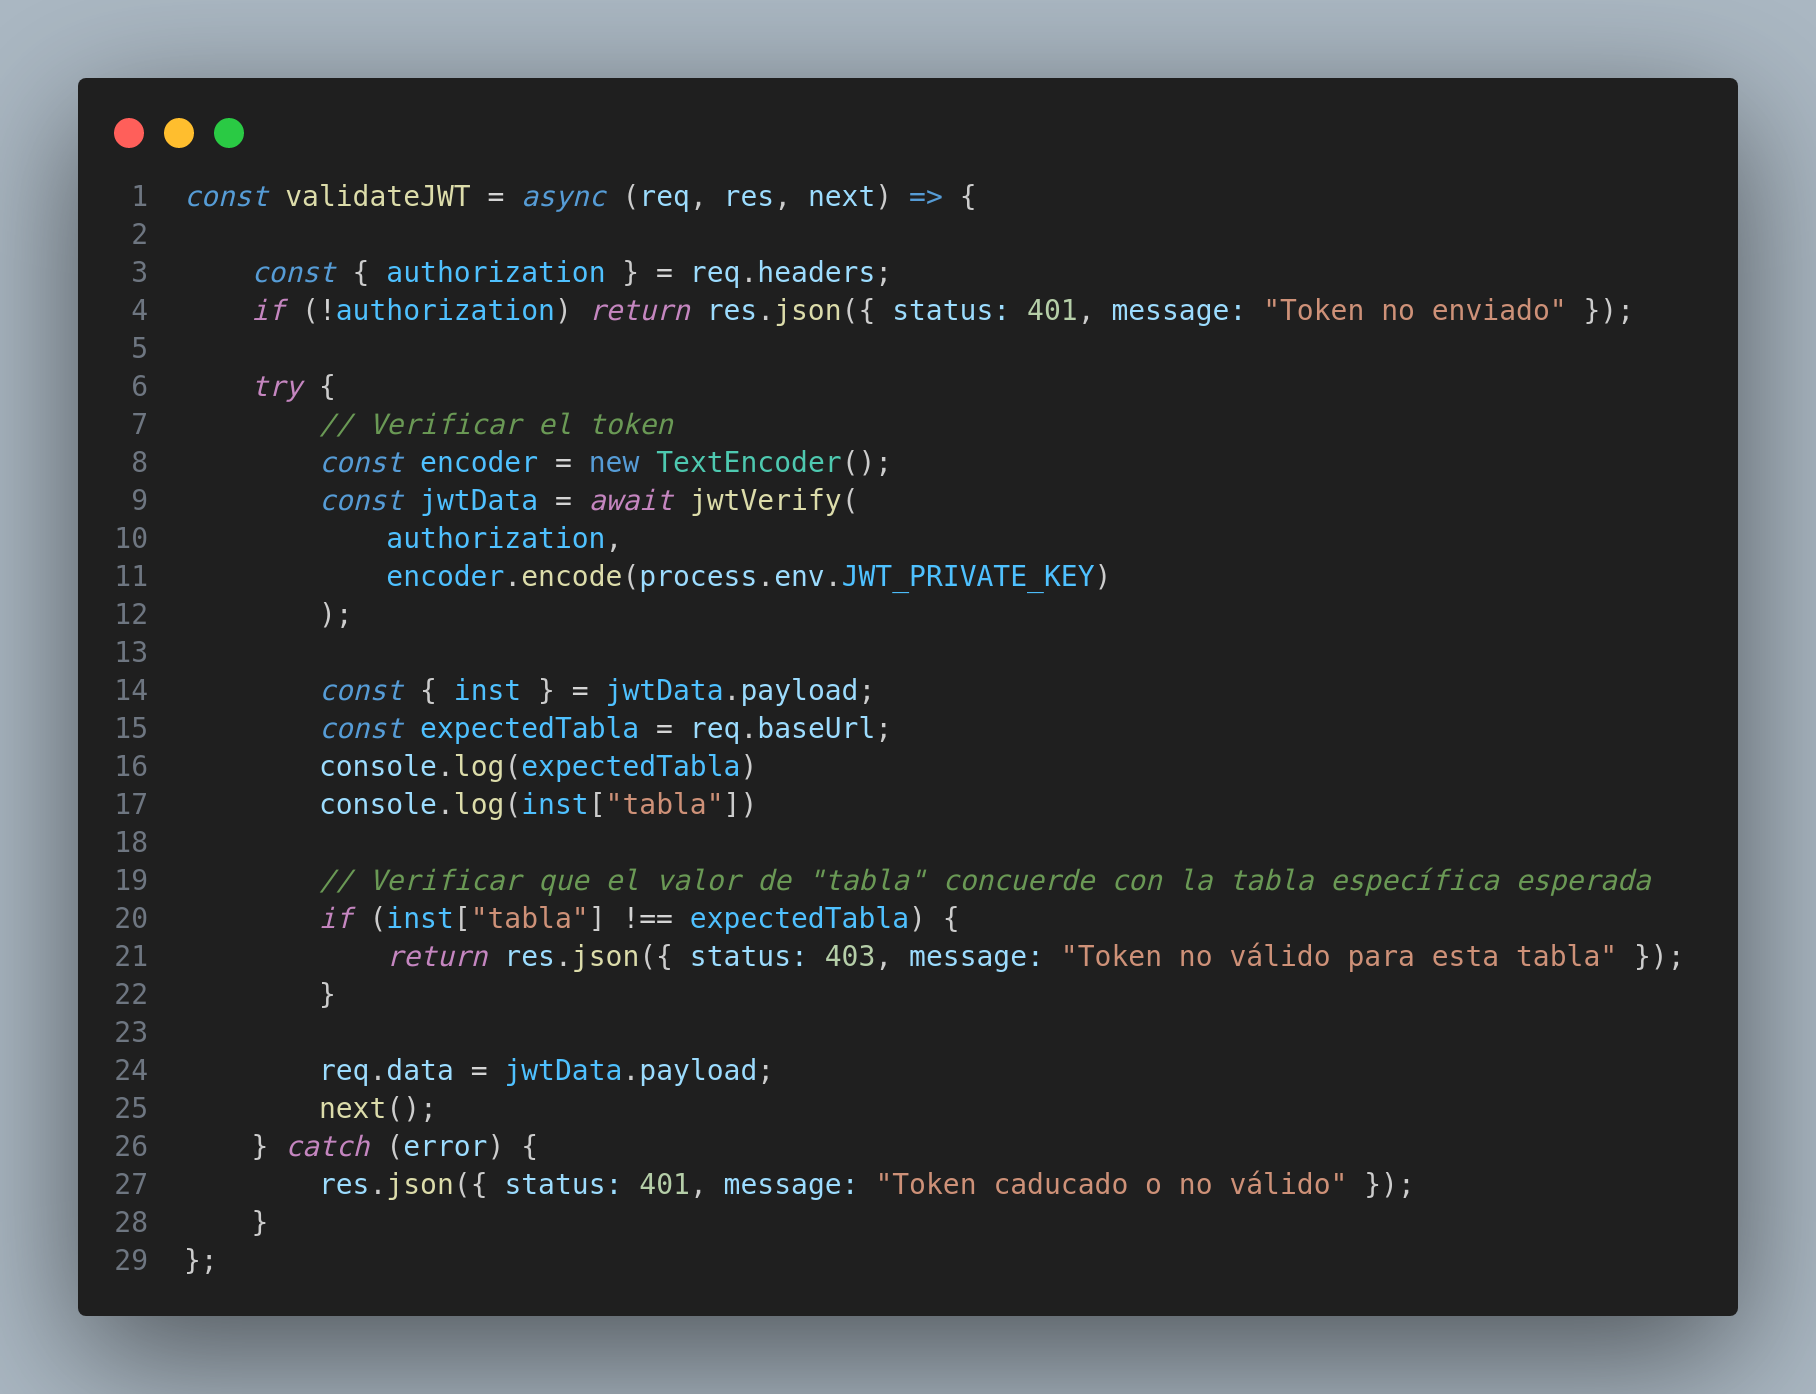 1 const validateJWT = async (req, res, next) => {
2
3     const { authorization } = req.headers;
4     if (!authorization) return res.json({ status: 401, message: "Token no enviado" });
5
6     try {
7         // Verificar el token
8         const encoder = new TextEncoder();
9         const jwtData = await jwtVerify(
10             authorization,
11             encoder.encode(process.env.JWT_PRIVATE_KEY)
12         );
13
14         const { inst } = jwtData.payload;
15         const expectedTabla = req.baseUrl;
16         console.log(expectedTabla)
17         console.log(inst["tabla"])
18
19         // Verificar que el valor de "tabla" concuerde con la tabla específica esperada
20         if (inst["tabla"] !== expectedTabla) {
21             return res.json({ status: 403, message: "Token no válido para esta tabla" });
22         }
23
24         req.data = jwtData.payload;
25         next();
26     } catch (error) {
27         res.json({ status: 401, message: "Token caducado o no válido" });
28     }
29 };